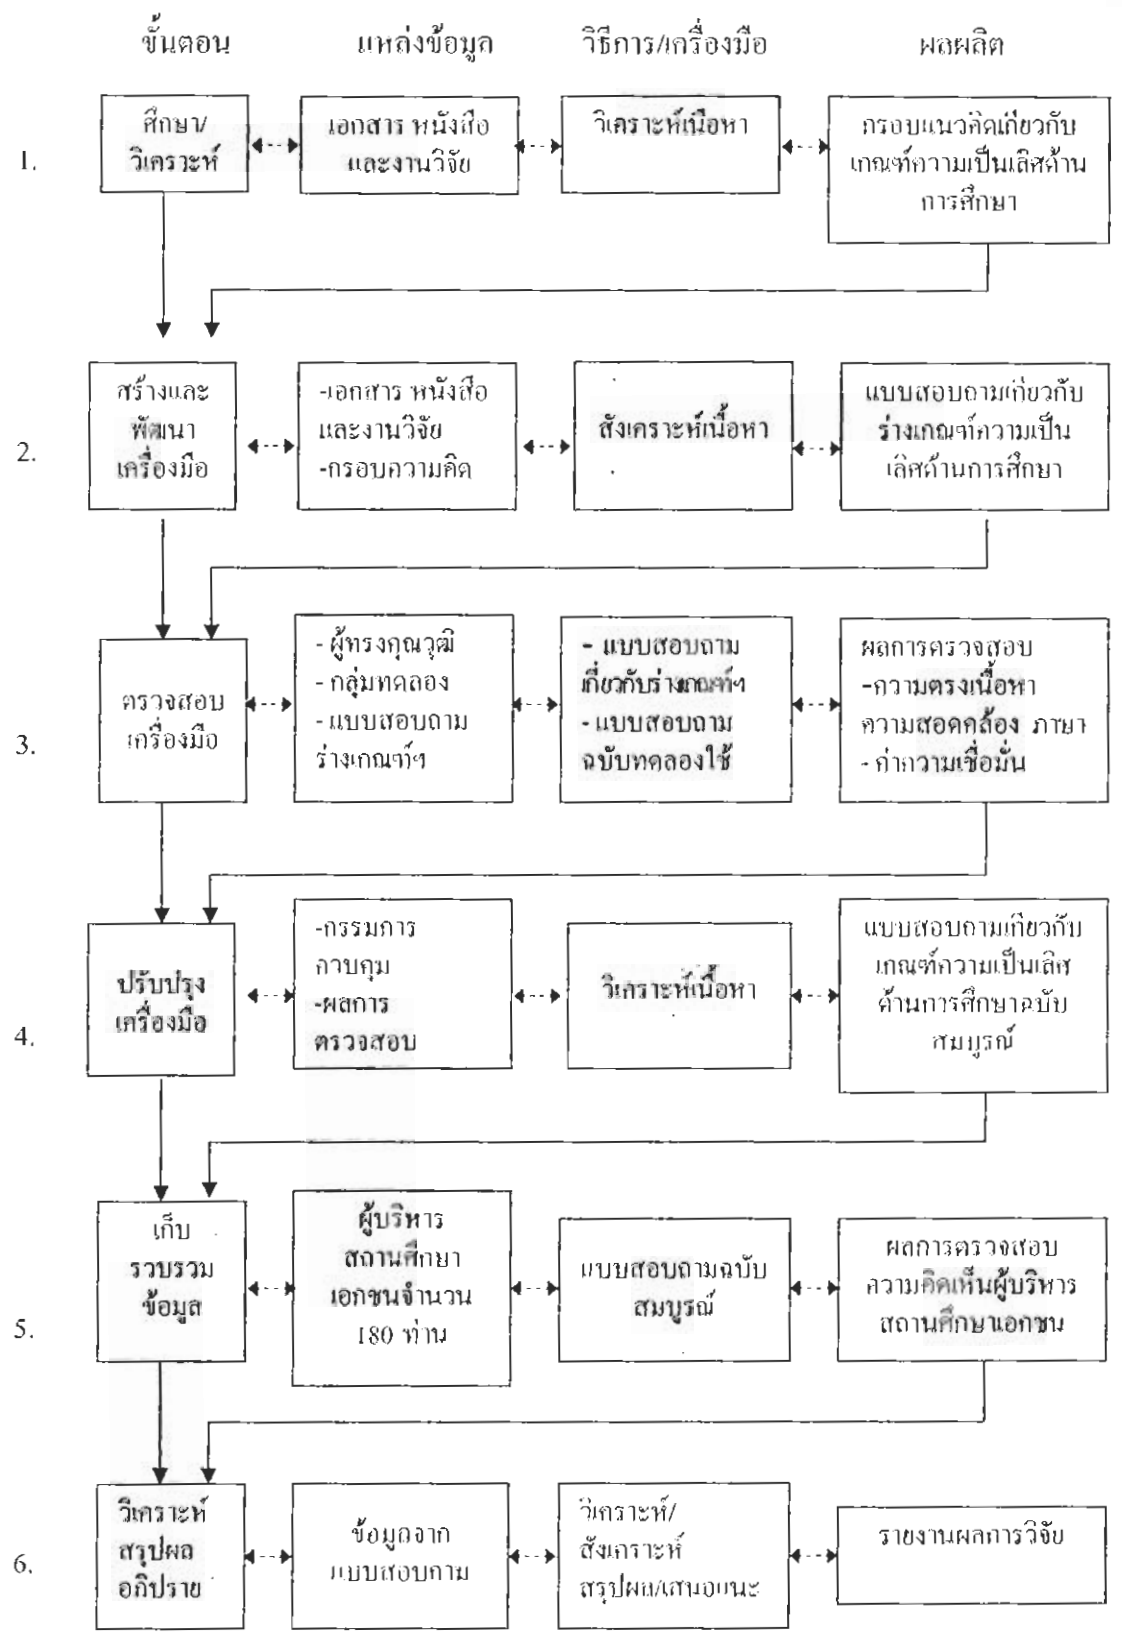 ขั้นตอน แหล่งข้อมูล วิธีการ/เครื่องมือ ผลผลิต
1.
ศึกษา/
วิเคราะห์
เอกสาร หนังสือ
และงานวิจัย
วิเคราะห์เนื้อหา
กรอบแนวคิดเกี่ยวกับ
เกณฑ์ความเป็นเลิศด้าน
การศึกษา
2.
สร้างและ
พัฒนา
เครื่องมือ
-เอกสาร หนังสือ
และงานวิจัย
-กรอบความคิด
สังเคราะห์เนื้อหา
แบบสอบถามเกี่ยวกับ
ร่างเกณฑ์ความเป็น
เลิศด้านการศึกษา
3.
ตรวจสอบ
เครื่องมือ
- ผู้ทรงคุณวุฒิ
- กลุ่มทดลอง
- แบบสอบถาม
ร่างเกณฑ์ฯ
- แบบสอบถาม
เกี่ยวกับร่างเกณฑ์ฯ
- แบบสอบถาม
ฉบับทดลองใช้
ผลการตรวจสอบ
-ความตรงเนื้อหา
ความสอดคล้อง ภาษา
- ค่าความเชื่อมั่น
4.
ปรับปรุง
เครื่องมือ
-กรรมการ
ควบคุม
-ผลการ
ตรวจสอบ
วิเคราะห์เนื้อหา
แบบสอบถามเกี่ยวกับ
เกณฑ์ความเป็นเลิศ
ด้านการศึกษาฉบับ
สมบูรณ์
5.
เก็บ
รวบรวม
ข้อมูล
ผู้บริหาร
สถานศึกษา
เอกชนจำนวน
180 ท่าน
แบบสอบถามฉบับ
สมบูรณ์
ผลการตรวจสอบ
ความคิดเห็นผู้บริหาร
สถานศึกษาเอกชน
6.
วิเคราะห์
สรุปผล
อภิปราย
ข้อมูลจาก
แบบสอบถาม
วิเคราะห์/
สังเคราะห์
สรุปผล/เสนอแนะ
รายงานผลการวิจัย